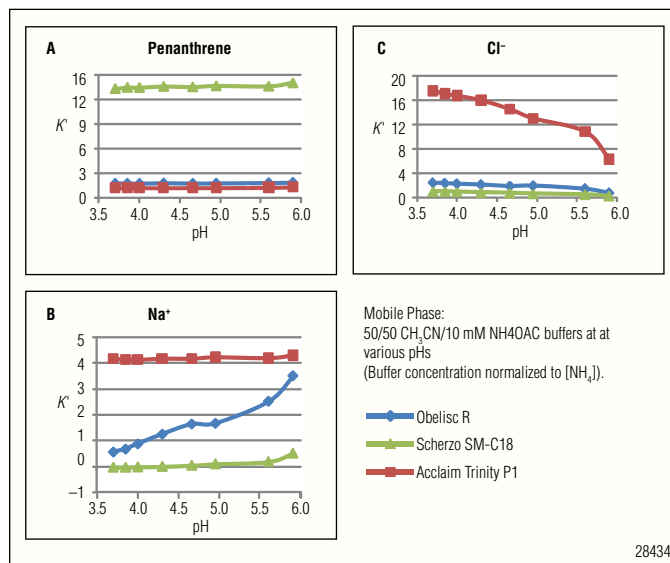 A Penanthrene
16
12
9
6
3
0
K'
3.5 4.0 4.5 5.0 5.5 6.0
pH
C Cl⁻
20
16
12
8
4
0
K'
3.5 4.0 4.5 5.0 5.5 6.0
pH
B Na⁺
5
4
3
2
1
0
−1
K'
3.5 4.0 4.5 5.0 5.5 6.0
pH
Mobile Phase:
50/50 CH₃CN/10 mM NH4OAC buffers at at
various pHs
(Buffer concentration normalized to [NH₄]).
Obelisc R
Scherzo SM-C18
Acclaim Trinity P1
28434